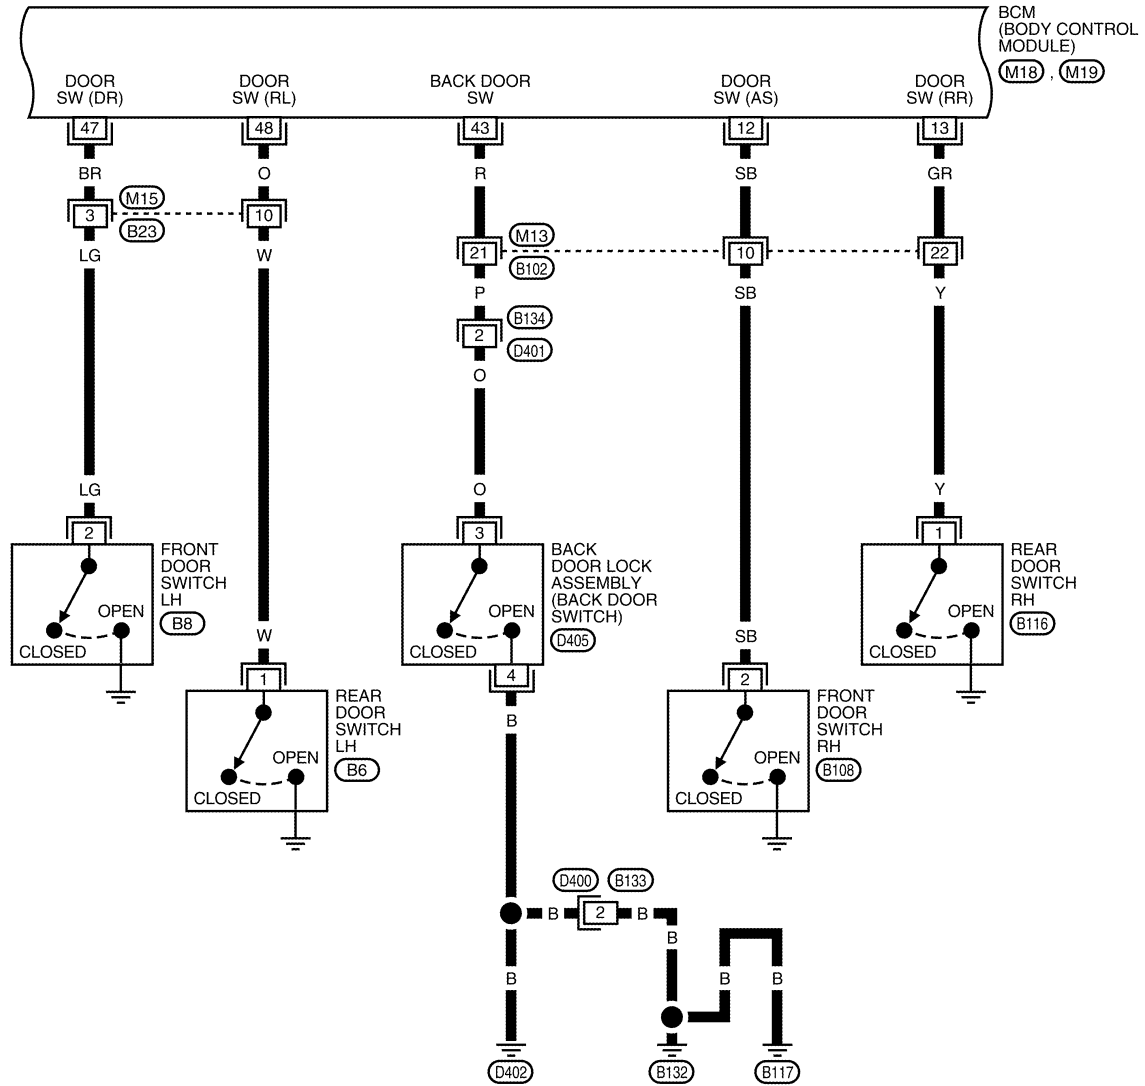 BCM
(BODY CONTROL
MODULE)
M18 , M19
DOOR
SW (DR)
DOOR
SW (RL)
BACK DOOR
SW
DOOR
SW (AS)
DOOR
SW (RR)
47
48
43
12
13
BR
O
R
SB
GR
3
M15
B23
10
21
M13
B102
10
22
LG
W
P
SB
Y
2
B134
D401
O
LG
O
Y
2
3
1
FRONT
DOOR
SWITCH
LH
B8
OPEN
CLOSED
BACK
DOOR LOCK
ASSEMBLY
(BACK DOOR
SWITCH)
D405
OPEN
CLOSED
REAR
DOOR
SWITCH
RH
B116
OPEN
CLOSED
W
SB
1
4
2
REAR
DOOR
SWITCH
LH
B6
OPEN
CLOSED
B
FRONT
DOOR
SWITCH
RH
B108
OPEN
CLOSED
D400
B133
B
2
B
B
B
B
B
D402
B132
B117